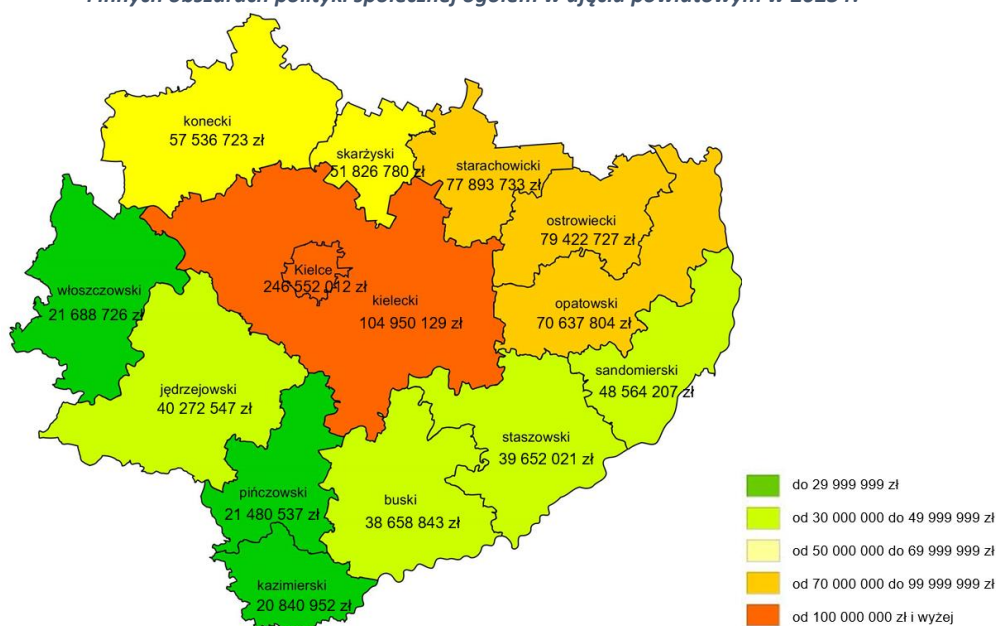 i innych obszarach polityki społecznej ogółem w ujęciu powiatowym w 2023 r.
konecki
57 536 723 zł
skarżyski
51 826 780 zł
starachowicki
77 893 733 zł
ostrowiecki
79 422 727 zł
Kielce
246 552 012 zł
kielecki
104 950 129 zł
włoszczowski
21 688 726 zł
opatowski
70 637 804 zł
sandomierski
48 564 207 zł
jędrzejowski
40 272 547 zł
staszowski
39 652 021 zł
pińczowski
21 480 537 zł
buski
38 658 843 zł
kazimierski
20 840 952 zł
do 29 999 999 zł
od 30 000 000 do 49 999 999 zł
od 50 000 000 do 69 999 999 zł
od 70 000 000 do 99 999 999 zł
od 100 000 000 zł i wyżej